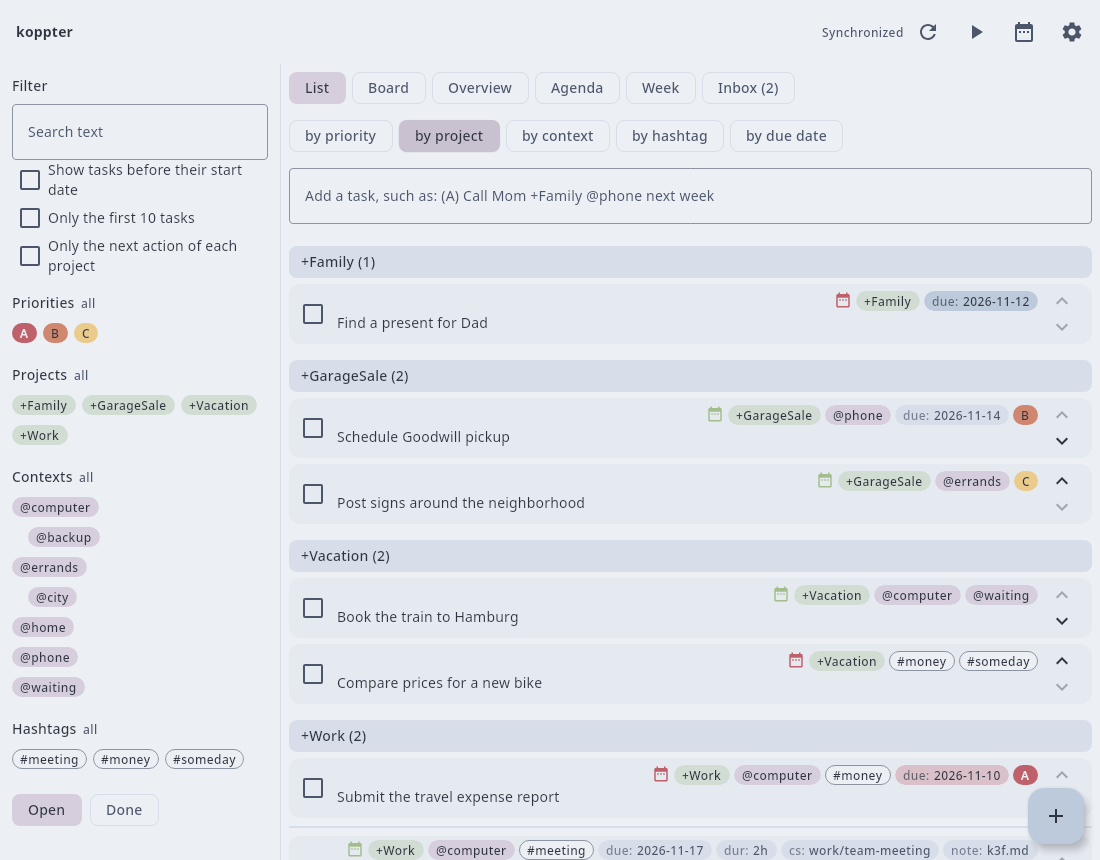 koppter
Synchronized
Filter
Search text
Show tasks before their start
date
Only the first 10 tasks
Only the next action of each
project
Priorities all
A B C
Projects all
+Family +GarageSale +Vacation
+Work
Contexts all
@computer
@backup
@errands
@city
@home
@phone
@waiting
Hashtags all
#meeting #money #someday
Open Done
List Board Overview Agenda Week Inbox (2)
by priority by project by context by hashtag by due date
Add a task, such as: (A) Call Mom +Family @phone next week
+Family (1)
+Family due: 2026-11-12
Find a present for Dad
+GarageSale (2)
+GarageSale @phone due: 2026-11-14 B
Schedule Goodwill pickup
+GarageSale @errands C
Post signs around the neighborhood
+Vacation (2)
+Vacation @computer @waiting
Book the train to Hamburg
+Vacation #money #someday
Compare prices for a new bike
+Work (2)
+Work @computer #money due: 2026-11-10 A
Submit the travel expense report
+Work @computer #meeting due: 2026-11-17 dur: 2h cs: work/team-meeting note: k3f.md